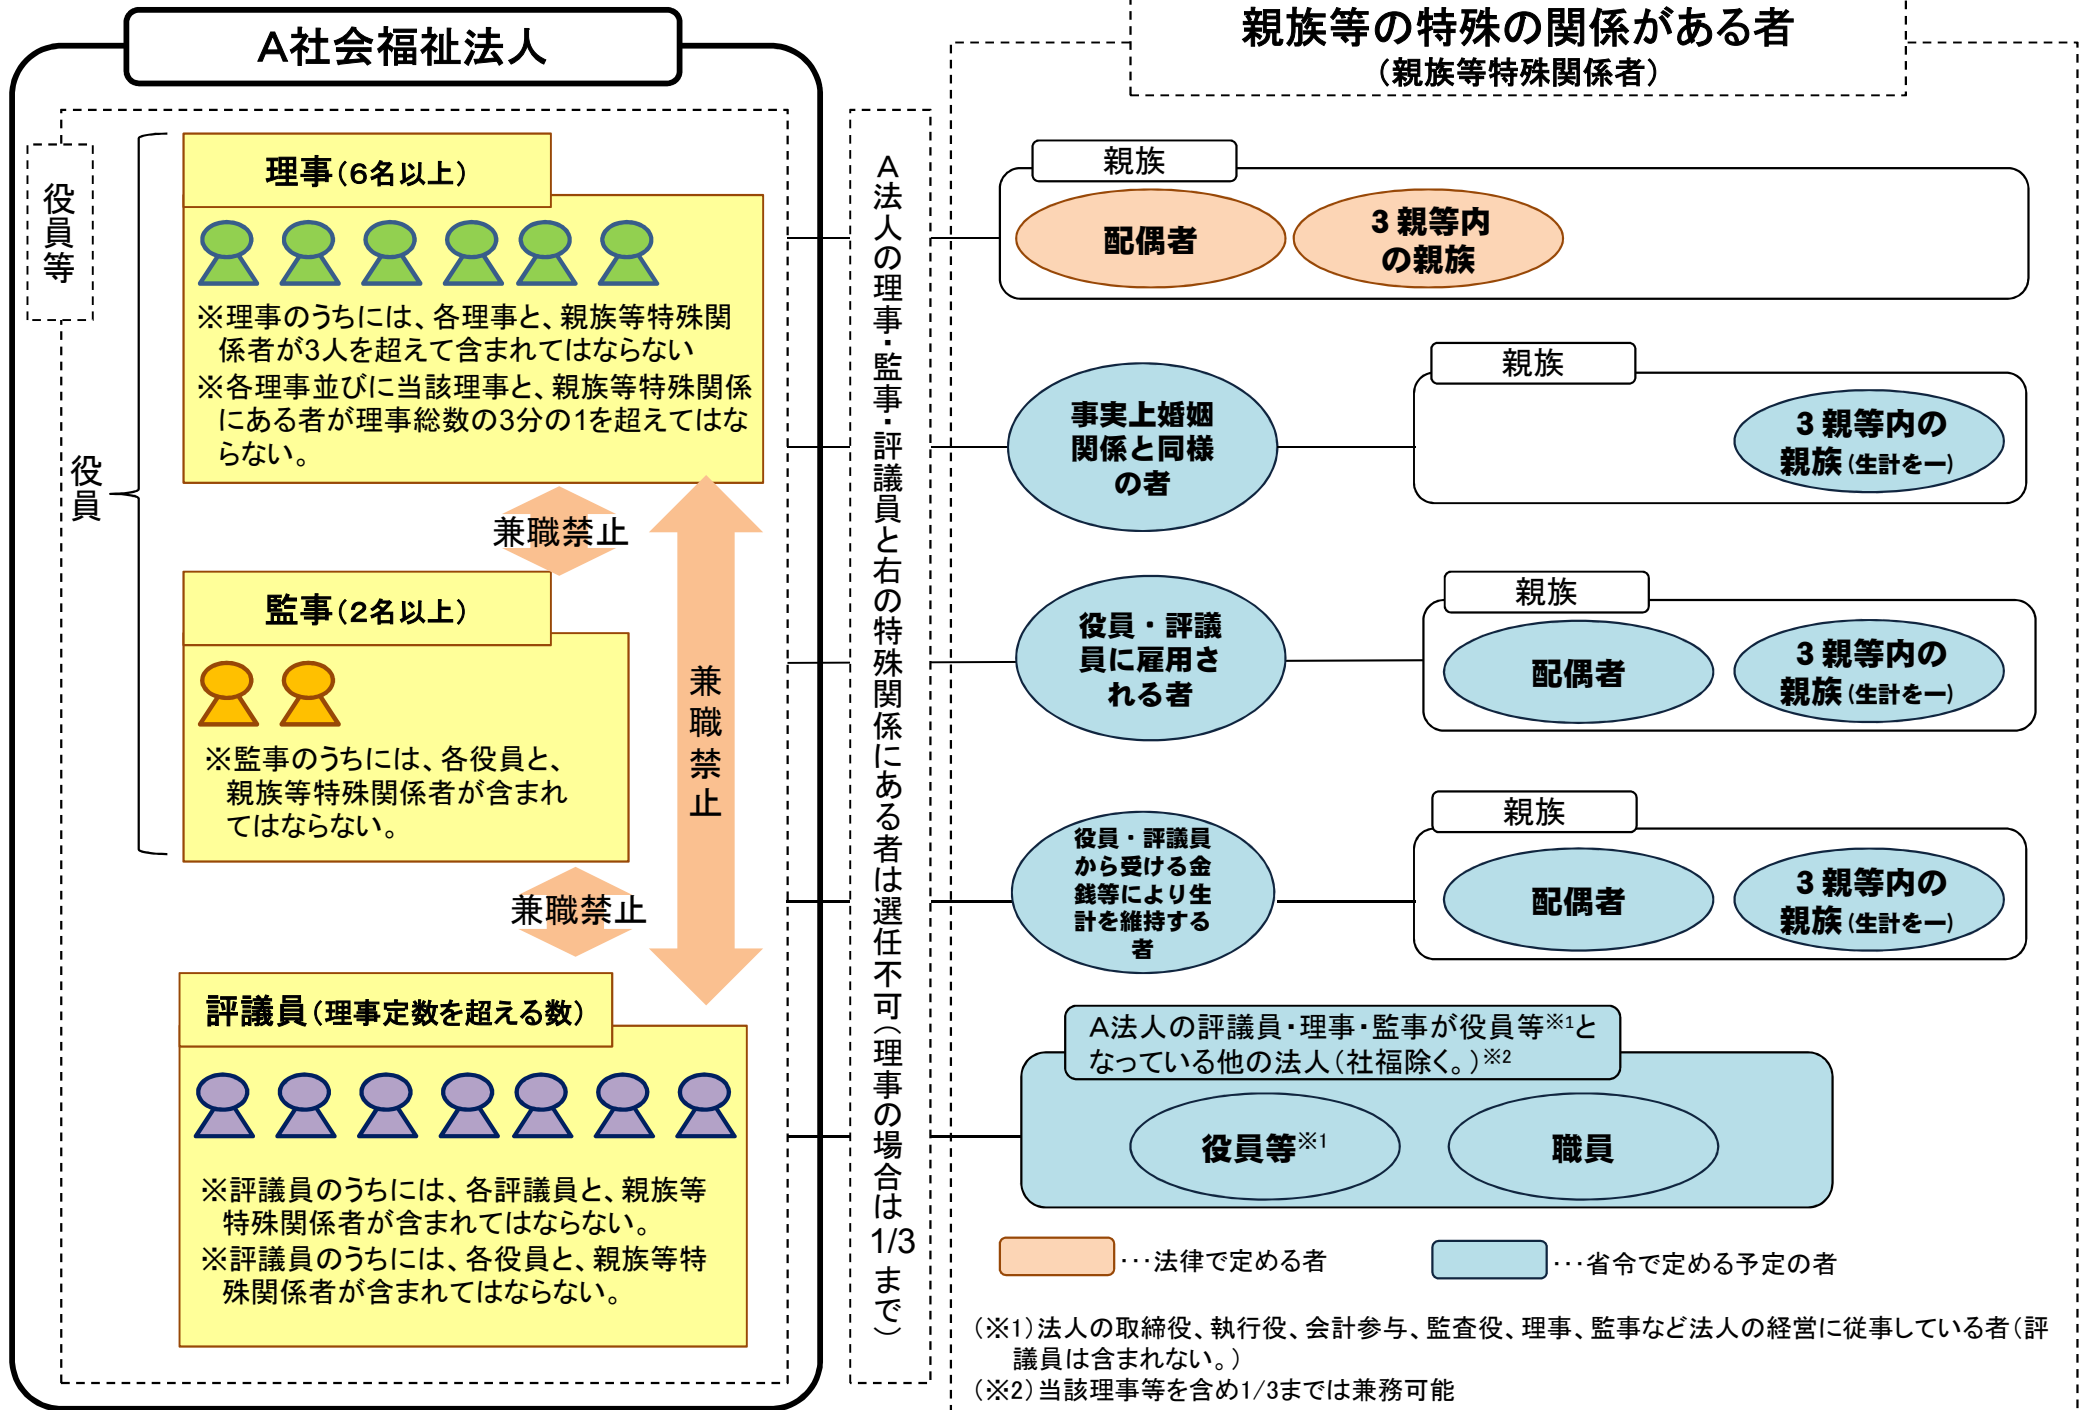 A社会福祉法人
役員等
役員
理事(6名以上)
※理事のうちには、各理事と、親族等特殊関
係者が3人を超えて含まれてはならない
※各理事並びに当該理事と、親族等特殊関係
にある者が理事総数の3分の1を超えてはな
らない。
兼職禁止
監事(2名以上)
※監事のうちには、各役員と、
親族等特殊関係者が含まれ
てはならない。
兼職禁止
兼職禁止
評議員(理事定数を超える数)
※評議員のうちには、各評議員と、親族等
特殊関係者が含まれてはならない。
※評議員のうちには、各役員と、親族等特
殊関係者が含まれてはならない。
A法人の理事・監事・評議員と右の特殊関係にある者は選任不可(理事の場合は1/3まで)
親族等の特殊の関係がある者
(親族等特殊関係者)
親族
配偶者
3親等内
の親族
事実上婚姻
関係と同様
の者
親族
3親等内の
親族(生計を一)
役員・評議
員に雇用さ
れる者
親族
配偶者
3親等内の
親族(生計を一)
役員・評議員
から受ける金
銭等により生
計を維持する
者
親族
配偶者
3親等内の
親族(生計を一)
A法人の評議員・理事・監事が役員等※1と
なっている他の法人(社福除く。)※2
役員等※1
職員
…法律で定める者
…省令で定める予定の者
(※1)法人の取締役、執行役、会計参与、監査役、理事、監事など法人の経営に従事している者(評
議員は含まれない。)
(※2)当該理事等を含め1/3までは兼務可能